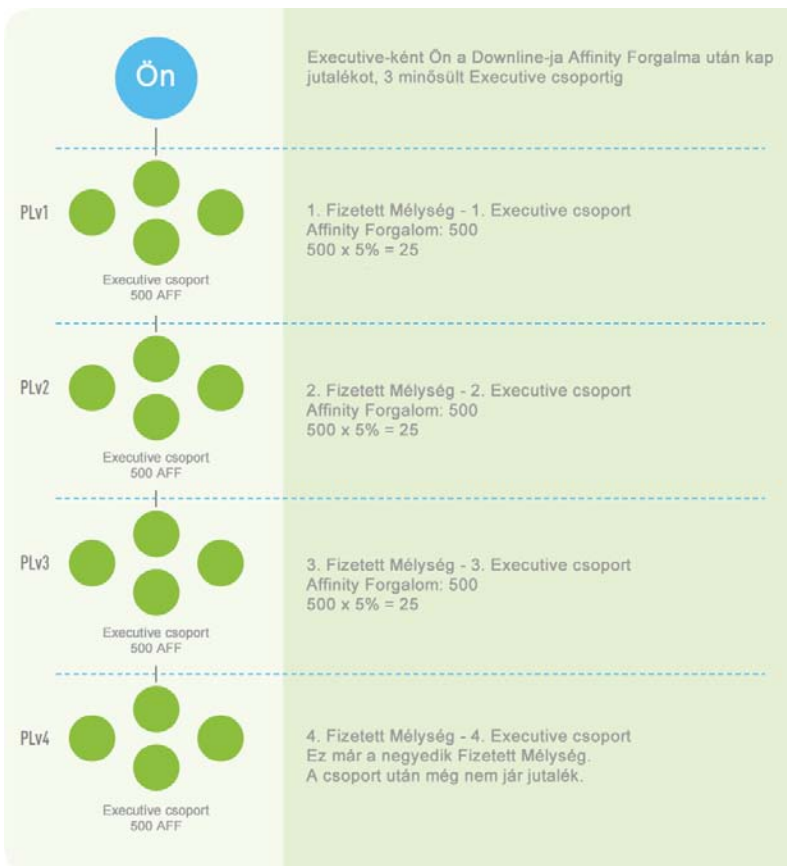 Ön
Executive-ként Ön a Downline-ja Affinity Forgalma után kap
jutalékot, 3 minősült Executive csoportig
PLv1
Executive csoport
500 AFF
1. Fizetett Mélység - 1. Executive csoport
Affinity Forgalom: 500
500 x 5% = 25
PLv2
Executive csoport
500 AFF
2. Fizetett Mélység - 2. Executive csoport
Affinity Forgalom: 500
500 x 5% = 25
PLv3
Executive csoport
500 AFF
3. Fizetett Mélység - 3. Executive csoport
Affinity Forgalom: 500
500 x 5% = 25
PLv4
Executive csoport
500 AFF
4. Fizetett Mélység - 4. Executive csoport
Ez már a negyedik Fizetett Mélység.
A csoport után még nem jár jutalék.